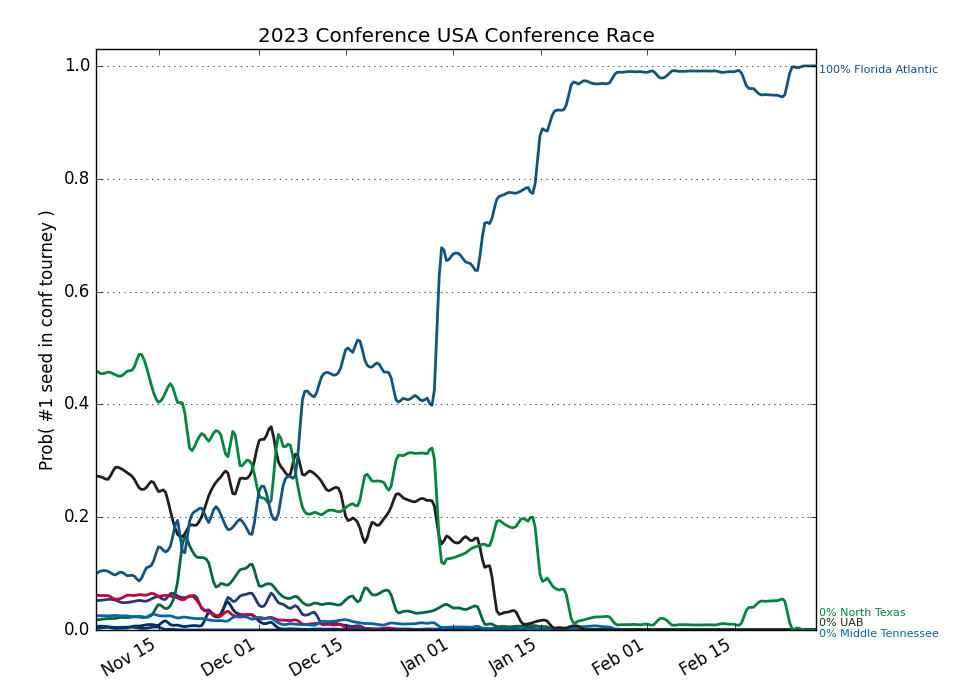 2023 Conference USA Conference Race
Prob( #1 seed in conf tourney )
1.0
0.8
0.6
0.4
0.2
0.0
Nov 15
Dec 01
Dec 15
Jan 01
Jan 15
Feb 01
Feb 15
100% Florida Atlantic
0% North Texas
0% UAB
0% Middle Tennessee